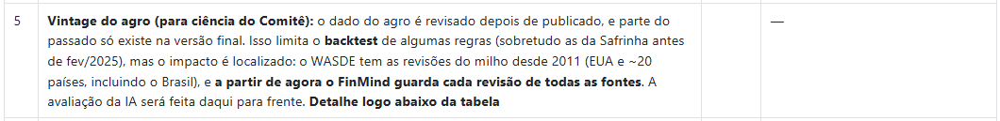 5
Vintage do agro (para ciência do Comitê): o dado do agro é revisado depois de publicado, e parte do
passado só existe na versão final. Isso limita o backtest de algumas regras (sobretudo as da Safrinha antes
de fev/2025), mas o impacto é localizado: o WASDE tem as revisões do milho desde 2011 (EUA e ~20
países, incluindo o Brasil), e a partir de agora o FinMind guarda cada revisão de todas as fontes. A
avaliação da IA será feita daqui para frente. Detalhe logo abaixo da tabela
—